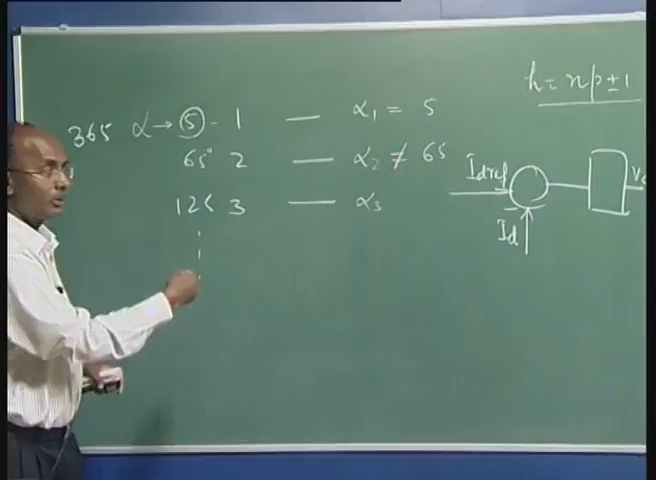 h = np ± 1
365 α → 5 - 1 — α₁ = 5
65° 2 — α₂ ≠ 65
125 3 — α₃
Idref
Id